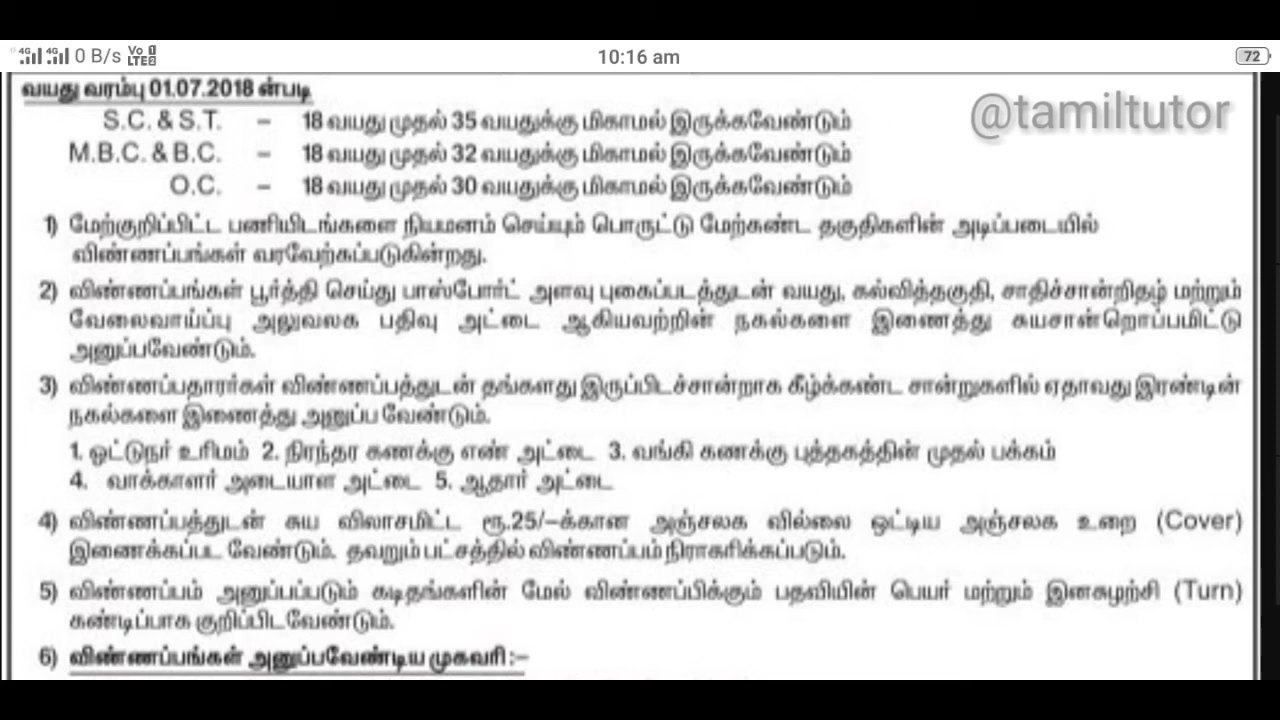 0 B/s Vo LTE 10:16 am 72
@tamiltutor
வயது வரம்பு 01.07.2018 ன்படி
S.C. & S.T. – 18 வயது முதல் 35 வயதுக்கு மிகாமல் இருக்கவேண்டும்
M.B.C. & B.C. – 18 வயது முதல் 32 வயதுக்கு மிகாமல் இருக்கவேண்டும்
O.C. – 18 வயது முதல் 30 வயதுக்கு மிகாமல் இருக்கவேண்டும்
1) மேற்குறிப்பிட்ட பணியிடங்களை நியமனம் செய்யும் பொருட்டு மேற்கண்ட தகுதிகளின் அடிப்படையில்
விண்ணப்பங்கள் வரவேற்கப்படுகின்றது.
2) விண்ணப்பங்கள் பூர்த்தி செய்து பாஸ்போர்ட் அளவு புகைப்படத்துடன் வயது, கல்வித்தகுதி, சாதிச்சான்றிதழ் மற்றும்
வேலைவாய்ப்பு அலுவலக பதிவு அட்டை ஆகியவற்றின் நகல்களை இணைத்து சுயசான்றொப்பமிட்டு
அனுப்பவேண்டும்.
3) விண்ணப்பதாரர்கள் விண்ணப்பத்துடன் தங்களது இருப்பிடச்சான்றாக கீழ்க்கண்ட சான்றுகளில் ஏதாவது இரண்டின்
நகல்களை இணைத்து அனுப்ப வேண்டும்.
1. ஓட்டுநர் உரிமம் 2. நிரந்தர கணக்கு எண் அட்டை 3. வங்கி கணக்கு புத்தகத்தின் முதல் பக்கம்
4. வாக்காளர் அடையாள அட்டை 5. ஆதார் அட்டை
4) விண்ணப்பத்துடன் சுய விலாசமிட்ட ரூ.25/–க்கான அஞ்சலக வில்லை ஒட்டிய அஞ்சலக உறை (Cover)
இணைக்கப்பட வேண்டும். தவறும் பட்சத்தில் விண்ணப்பம் நிராகரிக்கப்படும்.
5) விண்ணப்பம் அனுப்பப்படும் கடிதங்களின் மேல் விண்ணப்பிக்கும் பதவியின் பெயர் மற்றும் இனசுழற்சி (Turn)
கண்டிப்பாக குறிப்பிடவேண்டும்.
6) விண்ணப்பங்கள் அனுப்பவேண்டிய முகவரி :–